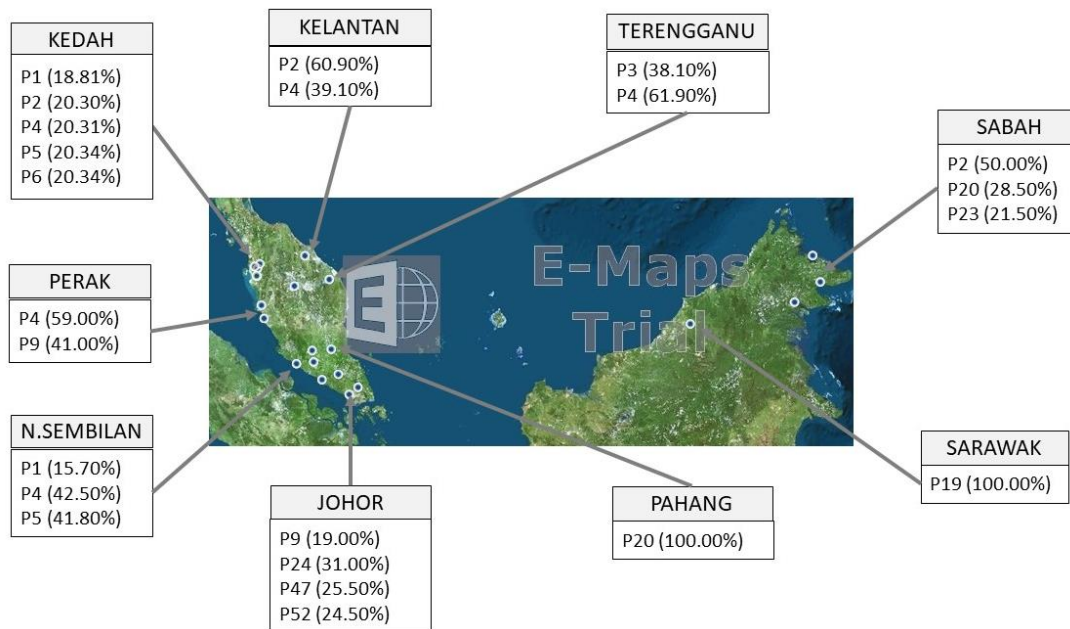 KEDAH
P1 (18.81%)
P2 (20.30%)
P4 (20.31%)
P5 (20.34%)
P6 (20.34%)
KELANTAN
P2 (60.90%)
P4 (39.10%)
TERENGGANU
P3 (38.10%)
P4 (61.90%)
SABAH
P2 (50.00%)
P20 (28.50%)
P23 (21.50%)
PERAK
P4 (59.00%)
P9 (41.00%)
E
E-Maps
Trial
N.SEMBILAN
P1 (15.70%)
P4 (42.50%)
P5 (41.80%)
JOHOR
P9 (19.00%)
P24 (31.00%)
P47 (25.50%)
P52 (24.50%)
PAHANG
P20 (100.00%)
SARAWAK
P19 (100.00%)